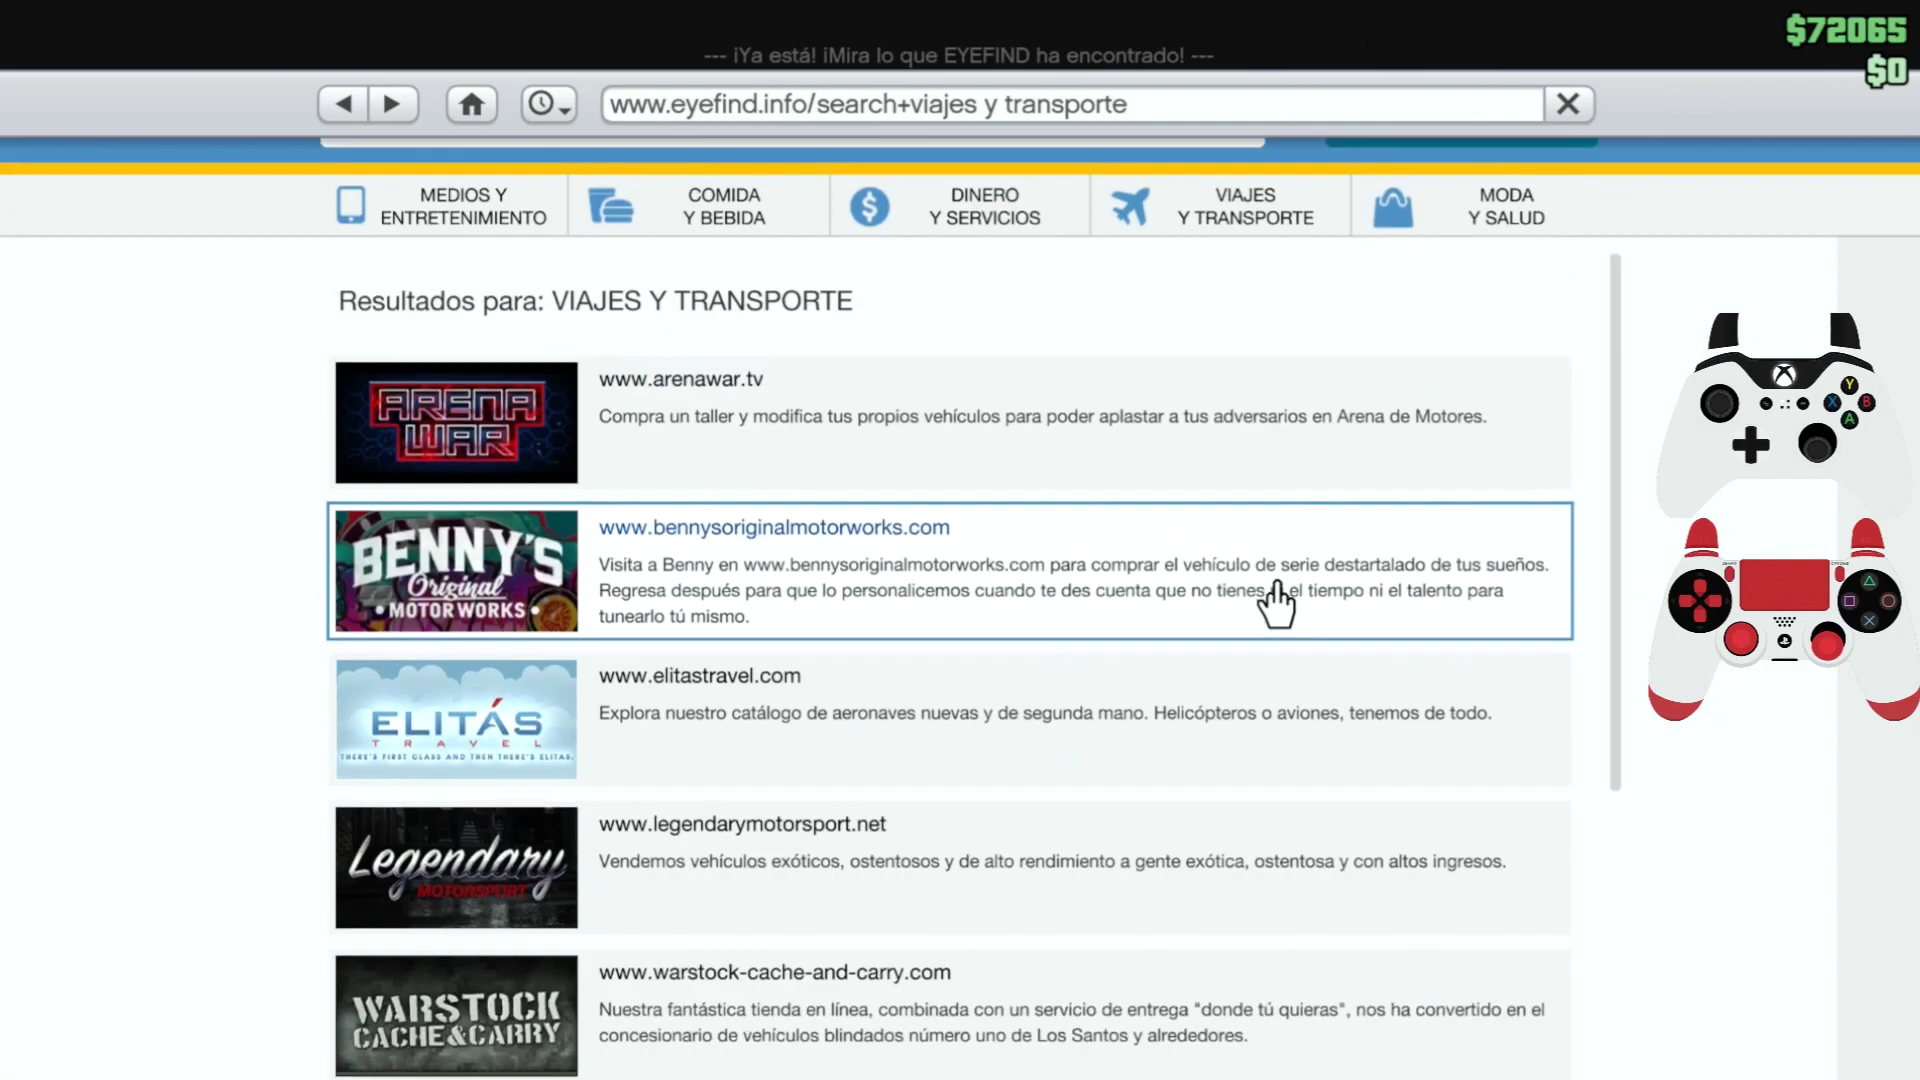 $72065
--- ¡Ya está! ¡Mira lo que EYEFIND ha encontrado! ---
$0
www.eyefind.info/search+viajes y transporte
MEDIOS Y
ENTRETENIMIENTO
COMIDA
Y BEBIDA
DINERO
Y SERVICIOS
VIAJES
Y TRANSPORTE
MODA
Y SALUD
Resultados para: VIAJES Y TRANSPORTE
ARENA
WAR
www.arenawar.tv
Compra un taller y modifica tus propios vehículos para poder aplastar a tus adversarios en Arena de Motores.
BENNY'S
Original
MOTOR WORKS
www.bennysoriginalmotorworks.com
Visita a Benny en www.bennysoriginalmotorworks.com para comprar el vehículo de serie destartalado de tus sueños.
Regresa después para que lo personalicemos cuando te des cuenta que no tienes el tiempo ni el talento para
tunearlo tú mismo.
ELITÁS
TRAVEL
THERE'S FIRST CLASS AND THEN THERE'S ELITAS.
www.elitastravel.com
Explora nuestro catálogo de aeronaves nuevas y de segunda mano. Helicópteros o aviones, tenemos de todo.
Legendary
MOTORSPORT
www.legendarymotorsport.net
Vendemos vehículos exóticos, ostentosos y de alto rendimiento a gente exótica, ostentosa y con altos ingresos.
WARSTOCK
CACHE&CARRY
www.warstock-cache-and-carry.com
Nuestra fantástica tienda en línea, combinada con un servicio de entrega "donde tú quieras", nos ha convertido en el
concesionario de vehículos blindados número uno de Los Santos y alrededores.
Y
X
B
A